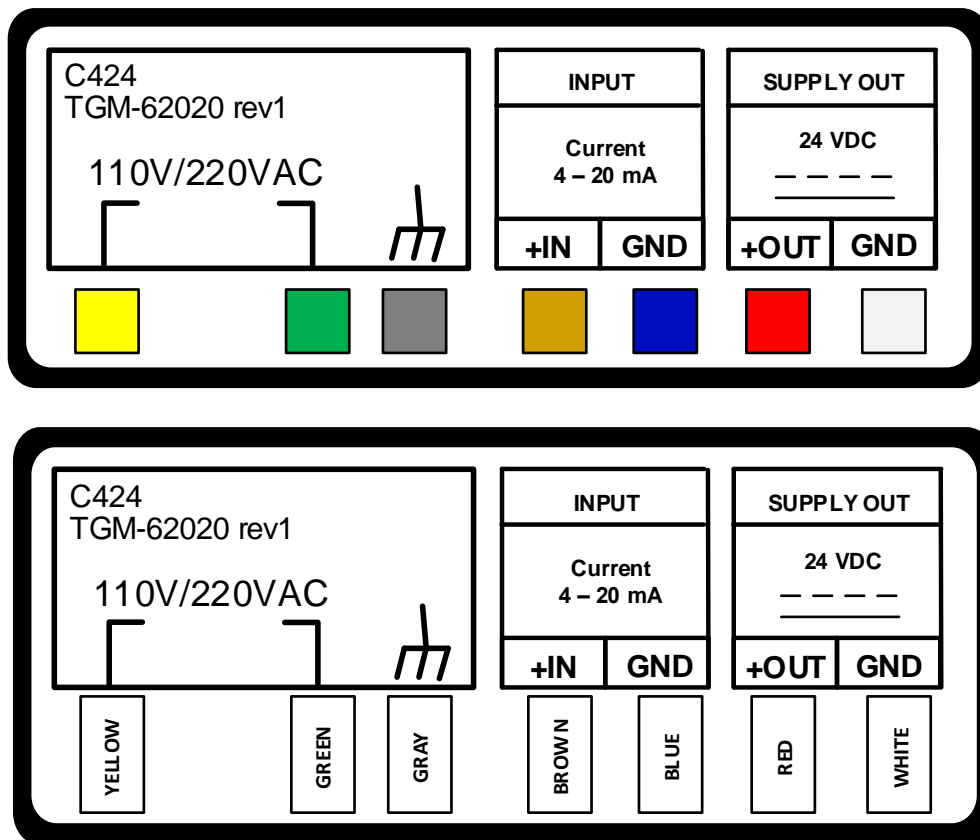 C424
TGM-62020 rev1
110V/220VAC
INPUT
Current
4 – 20 mA
+IN GND
SUPPLY OUT
24 VDC
+OUT GND
C424
TGM-62020 rev1
110V/220VAC
INPUT
Current
4 – 20 mA
+IN GND
SUPPLY OUT
24 VDC
+OUT GND
YELLOW
GREEN
GRAY
BROWN
BLUE
RED
WHITE